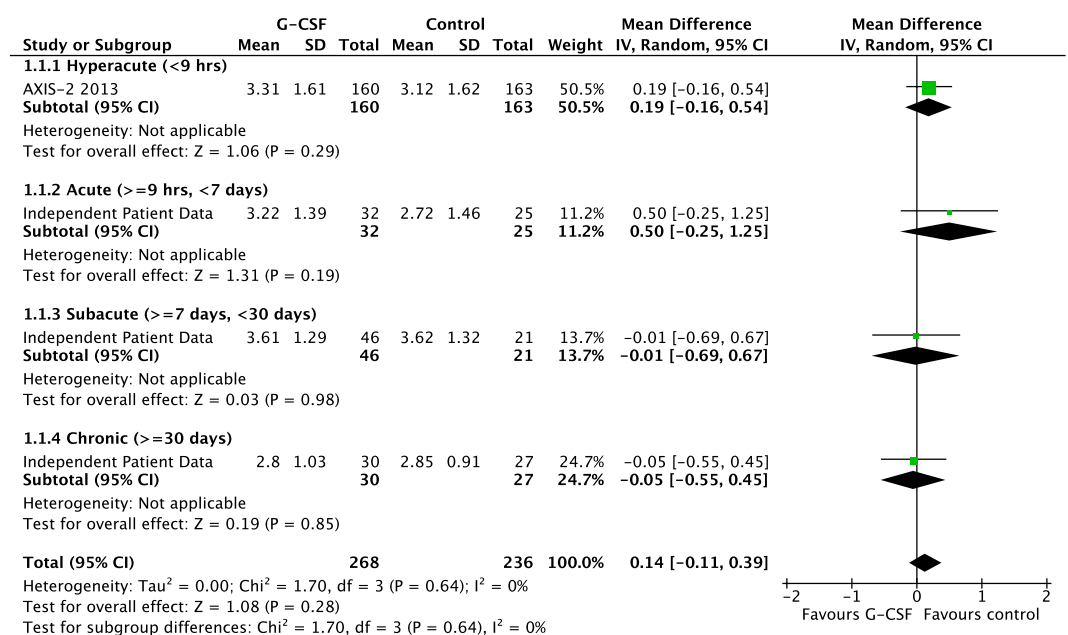 G-CSF Control Mean Difference Mean Difference
Study or Subgroup Mean SD Total Mean SD Total Weight IV, Random, 95% CI IV, Random, 95% CI
1.1.1 Hyperacute (<9 hrs)
AXIS-2 2013 3.31 1.61 160 3.12 1.62 163 50.5% 0.19 [-0.16, 0.54]
Subtotal (95% CI) 160 163 50.5% 0.19 [-0.16, 0.54]
Heterogeneity: Not applicable
Test for overall effect: Z = 1.06 (P = 0.29)
1.1.2 Acute (>=9 hrs, <7 days)
Independent Patient Data 3.22 1.39 32 2.72 1.46 25 11.2% 0.50 [-0.25, 1.25]
Subtotal (95% CI) 32 25 11.2% 0.50 [-0.25, 1.25]
Heterogeneity: Not applicable
Test for overall effect: Z = 1.31 (P = 0.19)
1.1.3 Subacute (>=7 days, <30 days)
Independent Patient Data 3.61 1.29 46 3.62 1.32 21 13.7% -0.01 [-0.69, 0.67]
Subtotal (95% CI) 46 21 13.7% -0.01 [-0.69, 0.67]
Heterogeneity: Not applicable
Test for overall effect: Z = 0.03 (P = 0.98)
1.1.4 Chronic (>=30 days)
Independent Patient Data 2.8 1.03 30 2.85 0.91 27 24.7% -0.05 [-0.55, 0.45]
Subtotal (95% CI) 30 27 24.7% -0.05 [-0.55, 0.45]
Heterogeneity: Not applicable
Test for overall effect: Z = 0.19 (P = 0.85)
Total (95% CI) 268 236 100.0% 0.14 [-0.11, 0.39]
Heterogeneity: Tau² = 0.00; Chi² = 1.70, df = 3 (P = 0.64); I² = 0%
Test for overall effect: Z = 1.08 (P = 0.28)
Test for subgroup differences: Chi² = 1.70, df = 3 (P = 0.64), I² = 0%
-2 -1 0 1 2
Favours G-CSF Favours control